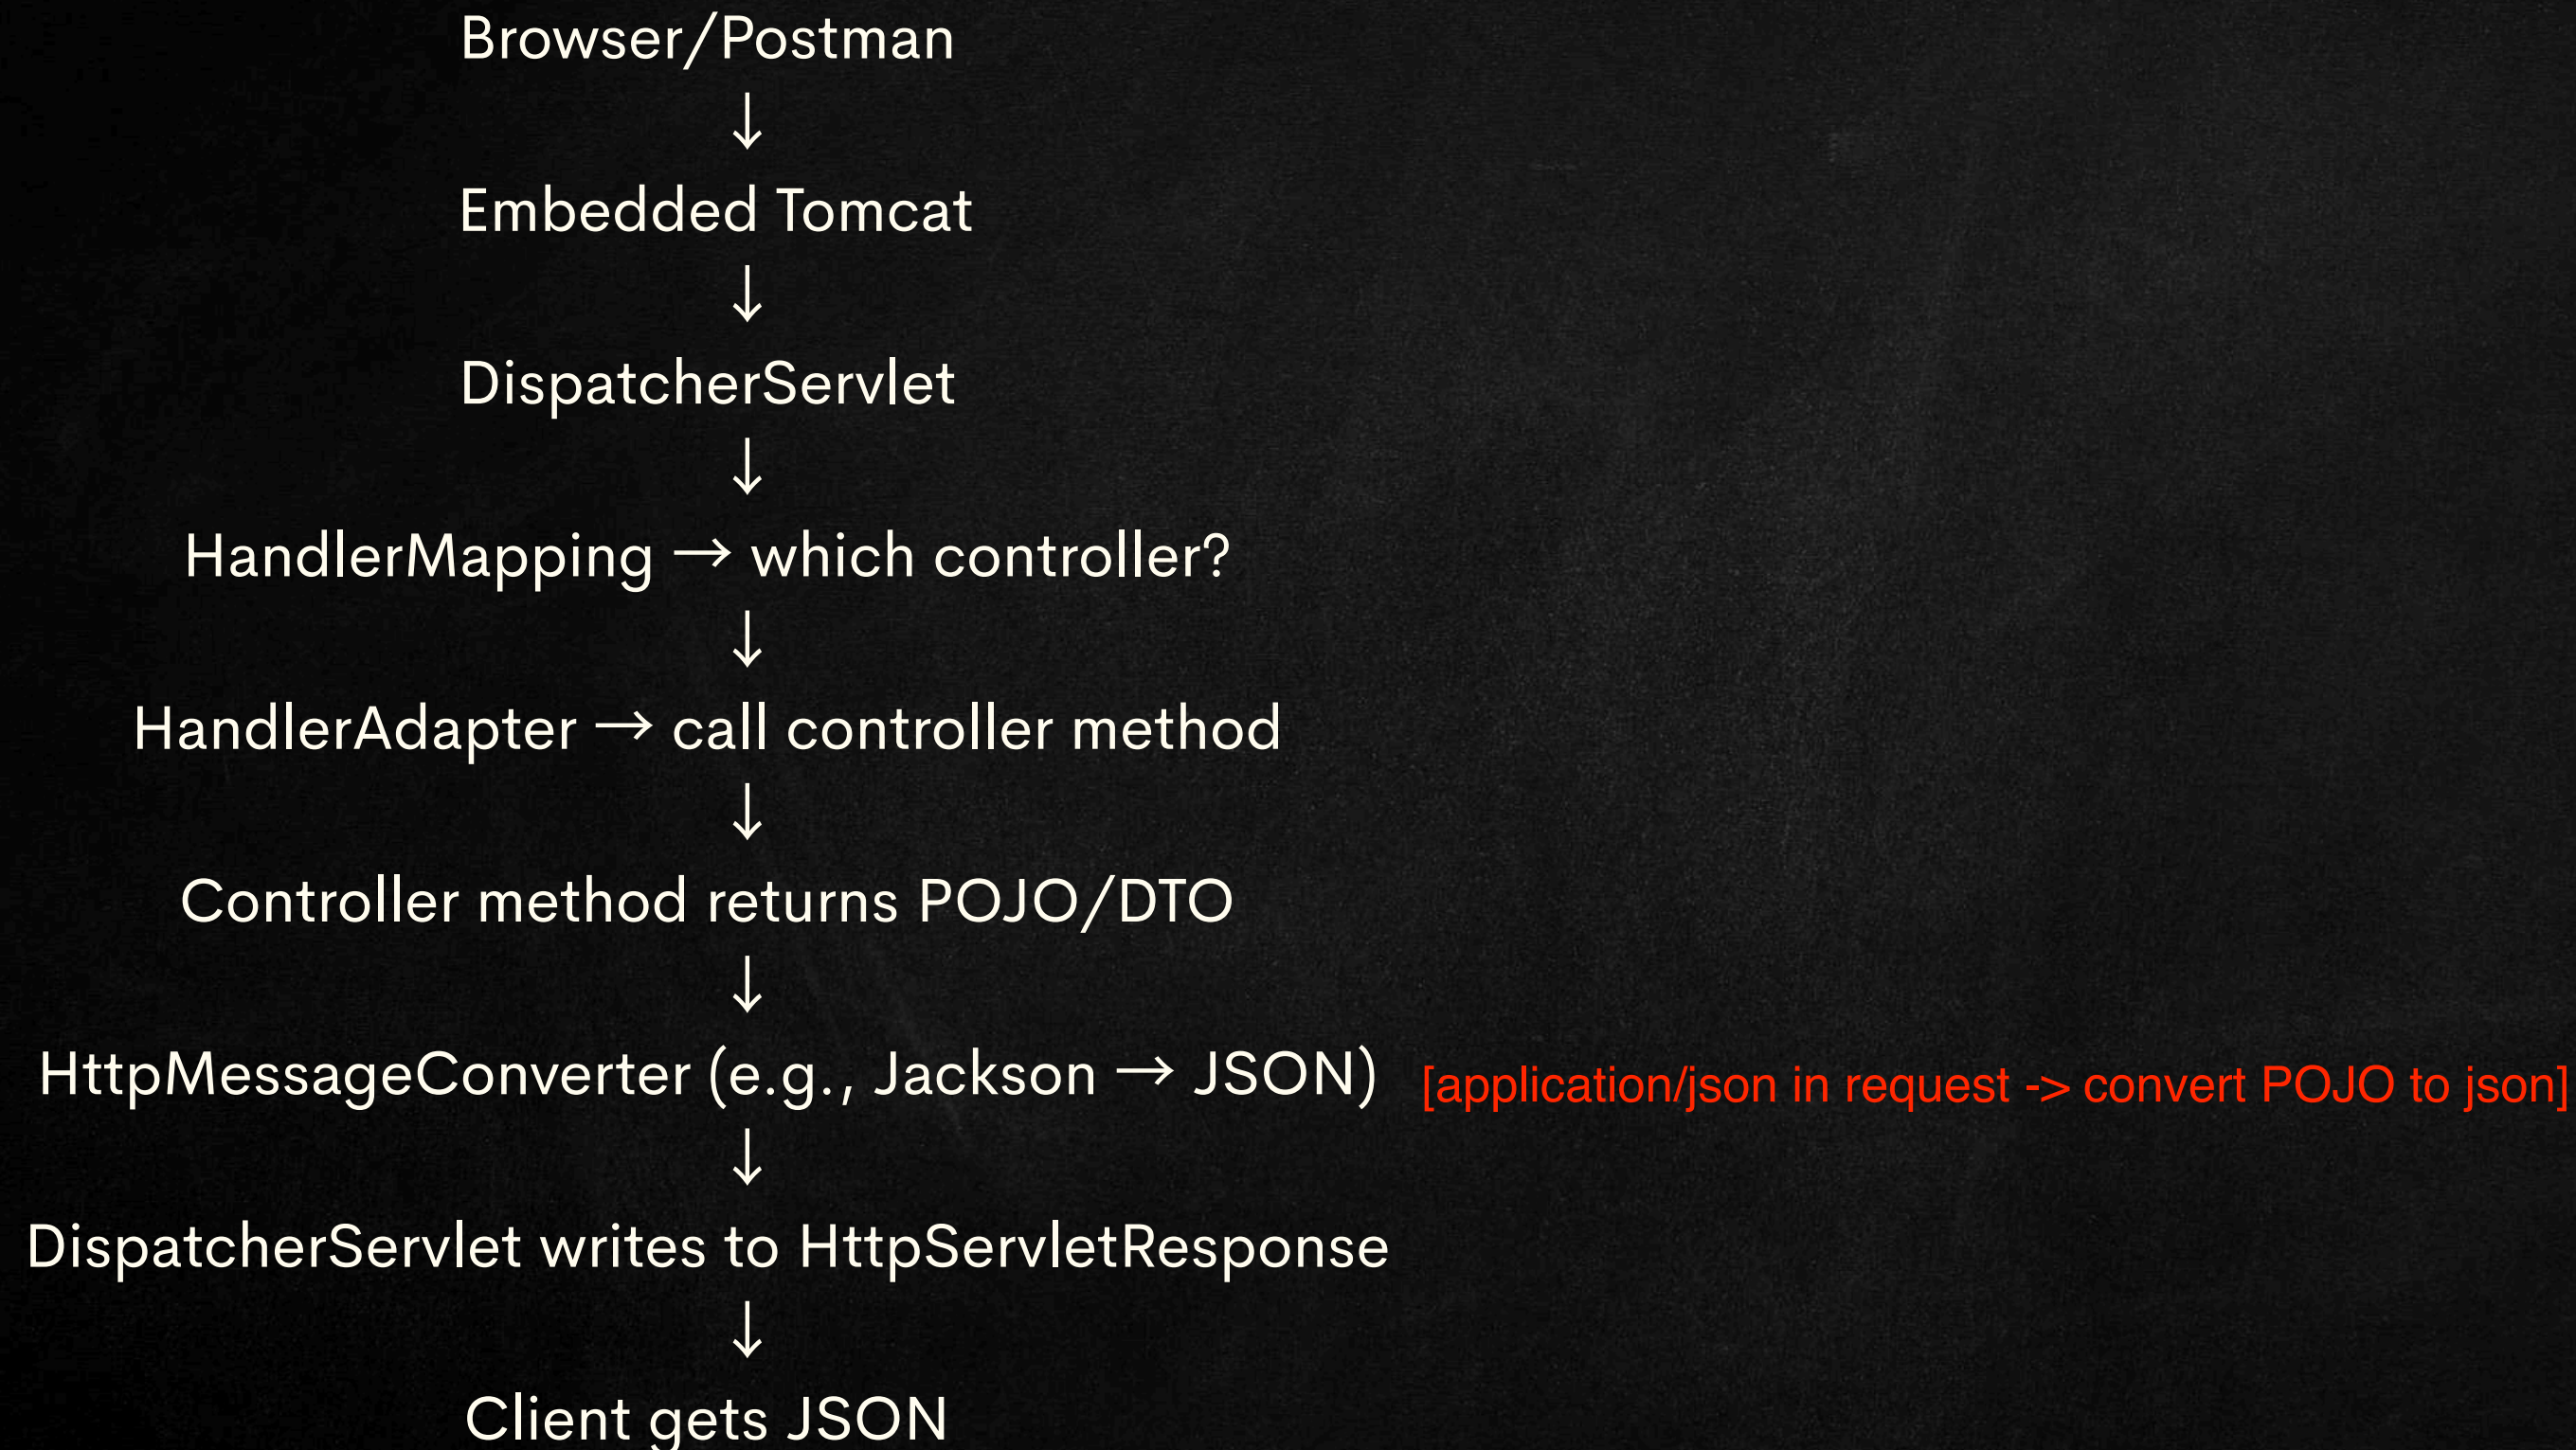 Browser/Postman
↓
Embedded Tomcat
↓
DispatcherServlet
↓
HandlerMapping → which controller?
↓
HandlerAdapter → call controller method
↓
Controller method returns POJO/DTO
↓
HttpMessageConverter (e.g., Jackson → JSON) [application/json in request -> convert POJO to json]
↓
DispatcherServlet writes to HttpServletResponse
↓
Client gets JSON